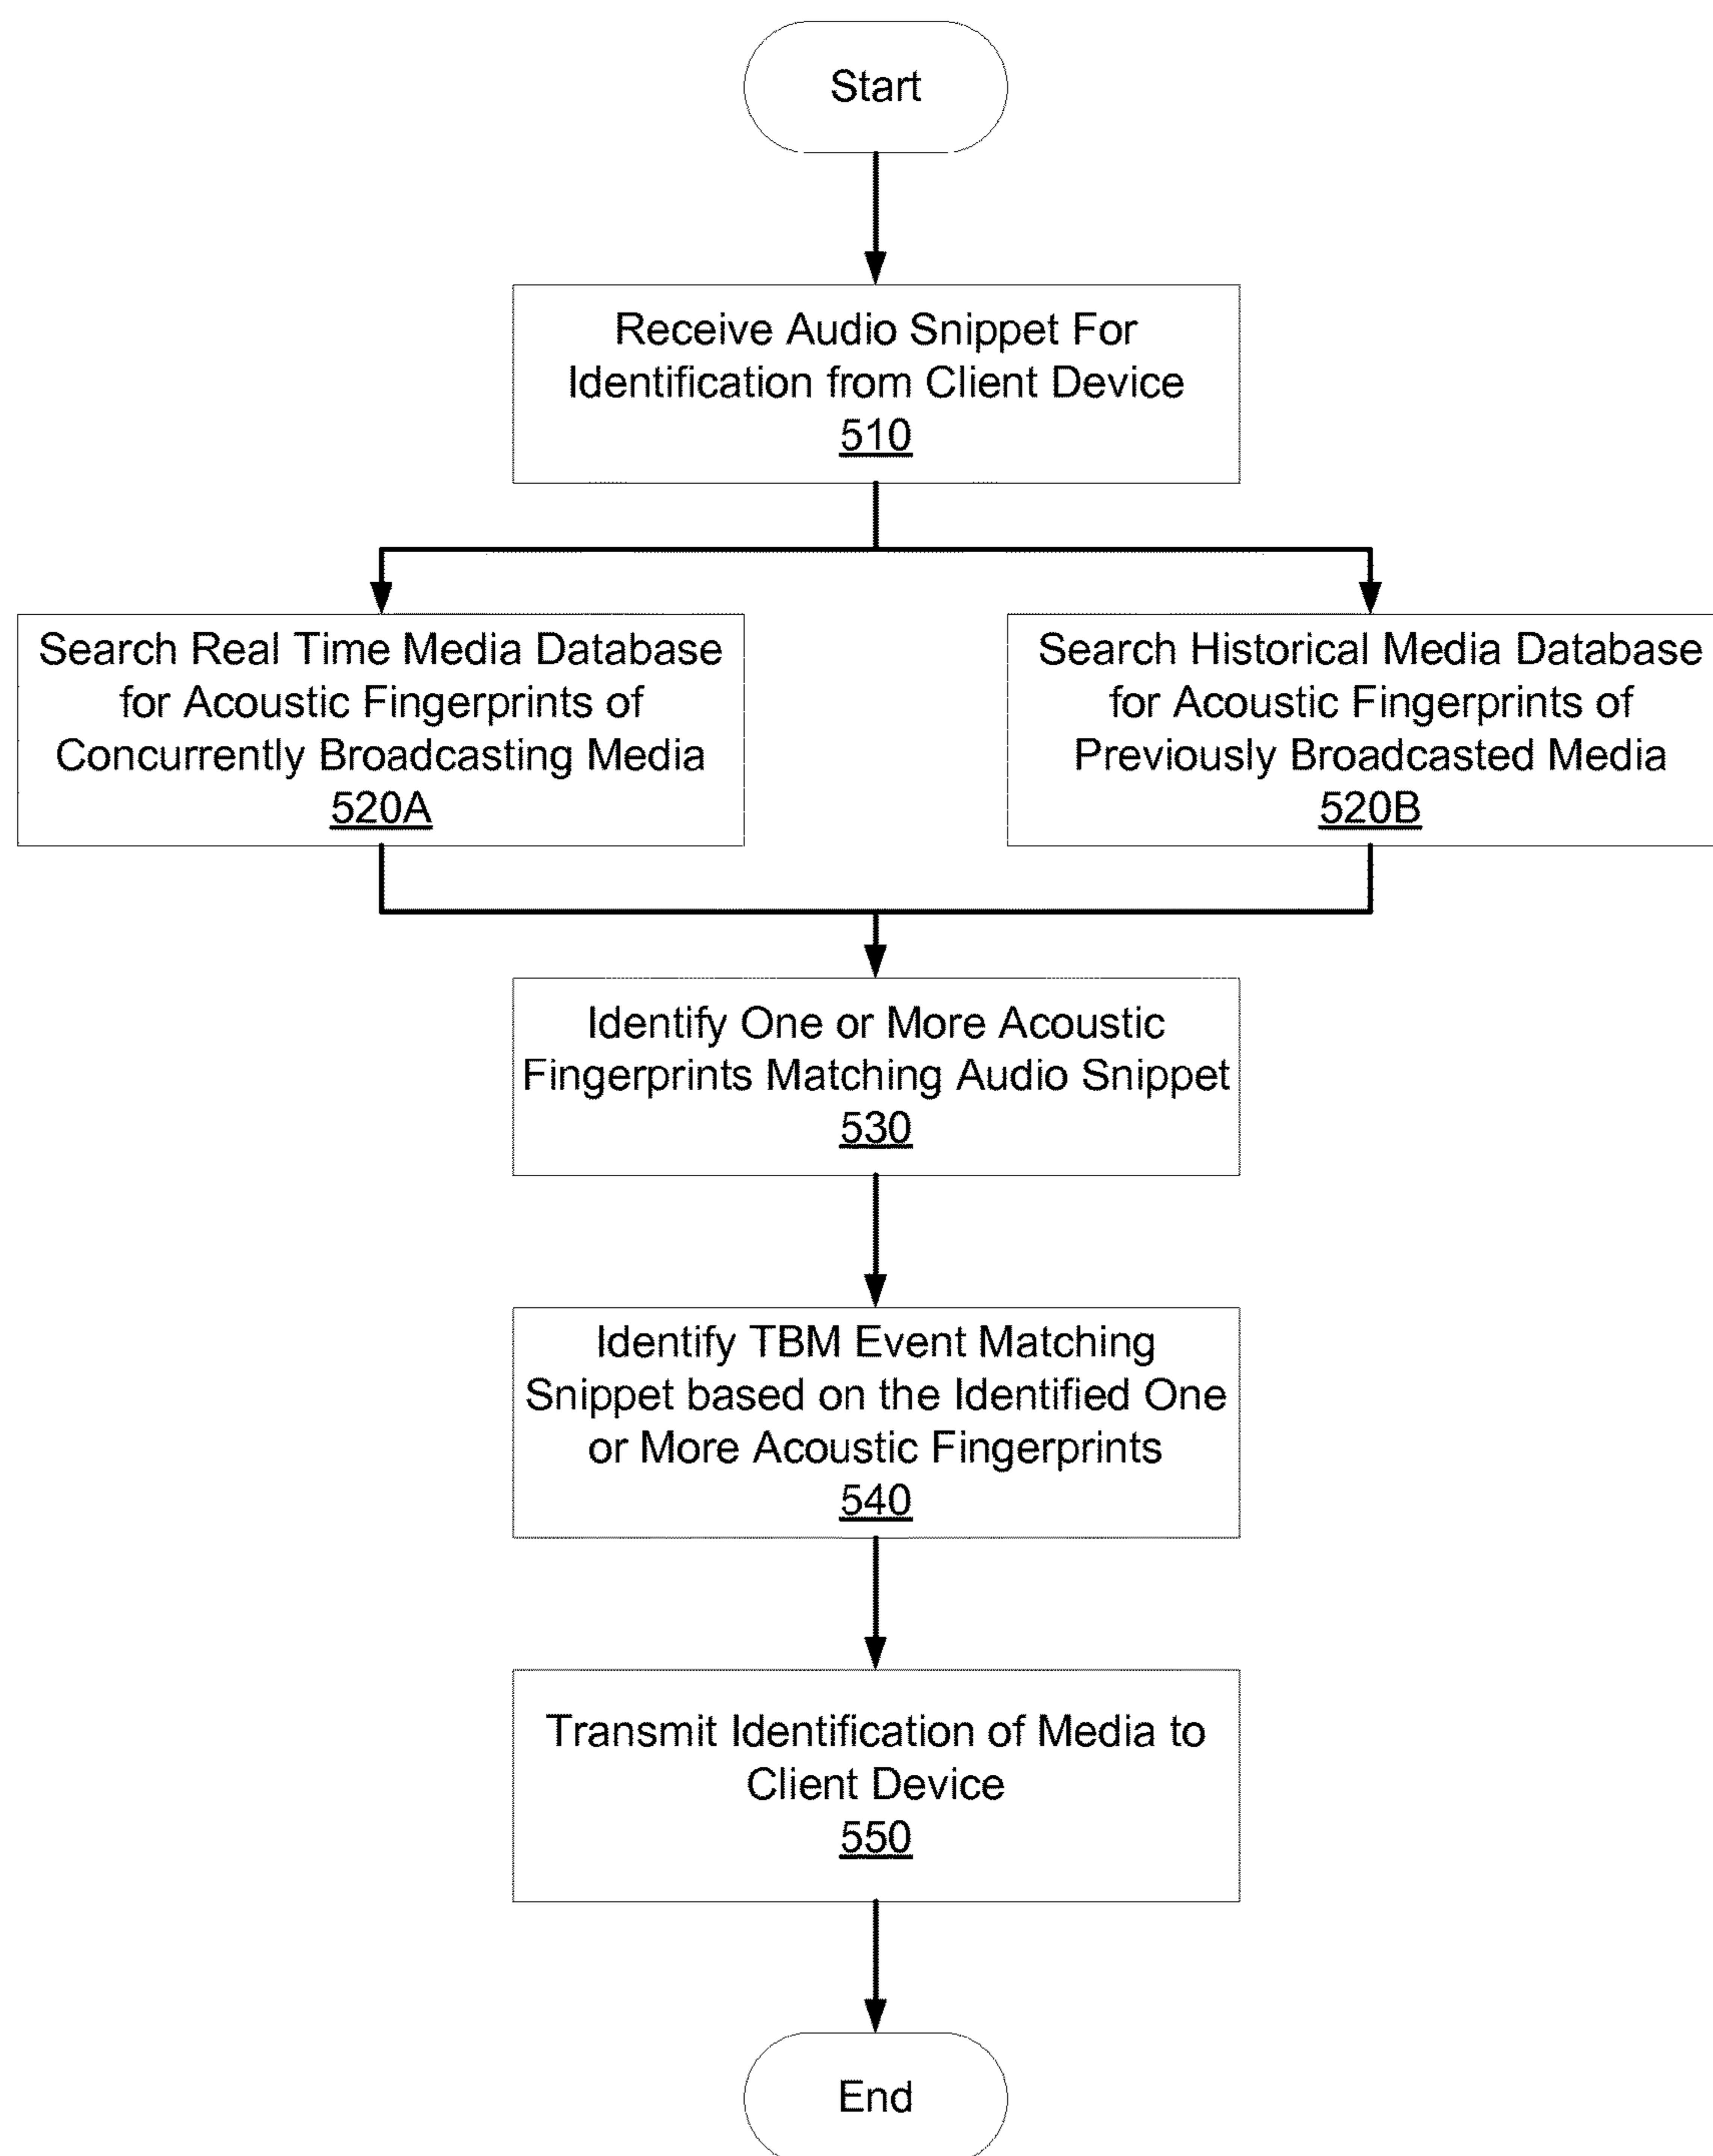 Start
Receive Audio Snippet For
Identification from Client Device
510
Search Real Time Media Database
for Acoustic Fingerprints of
Concurrently Broadcasting Media
520A
Search Historical Media Database
for Acoustic Fingerprints of
Previously Broadcasted Media
520B
Identify One or More Acoustic
Fingerprints Matching Audio Snippet
530
Identify TBM Event Matching
Snippet based on the Identified One
or More Acoustic Fingerprints
540
Transmit Identification of Media to
Client Device
550
End